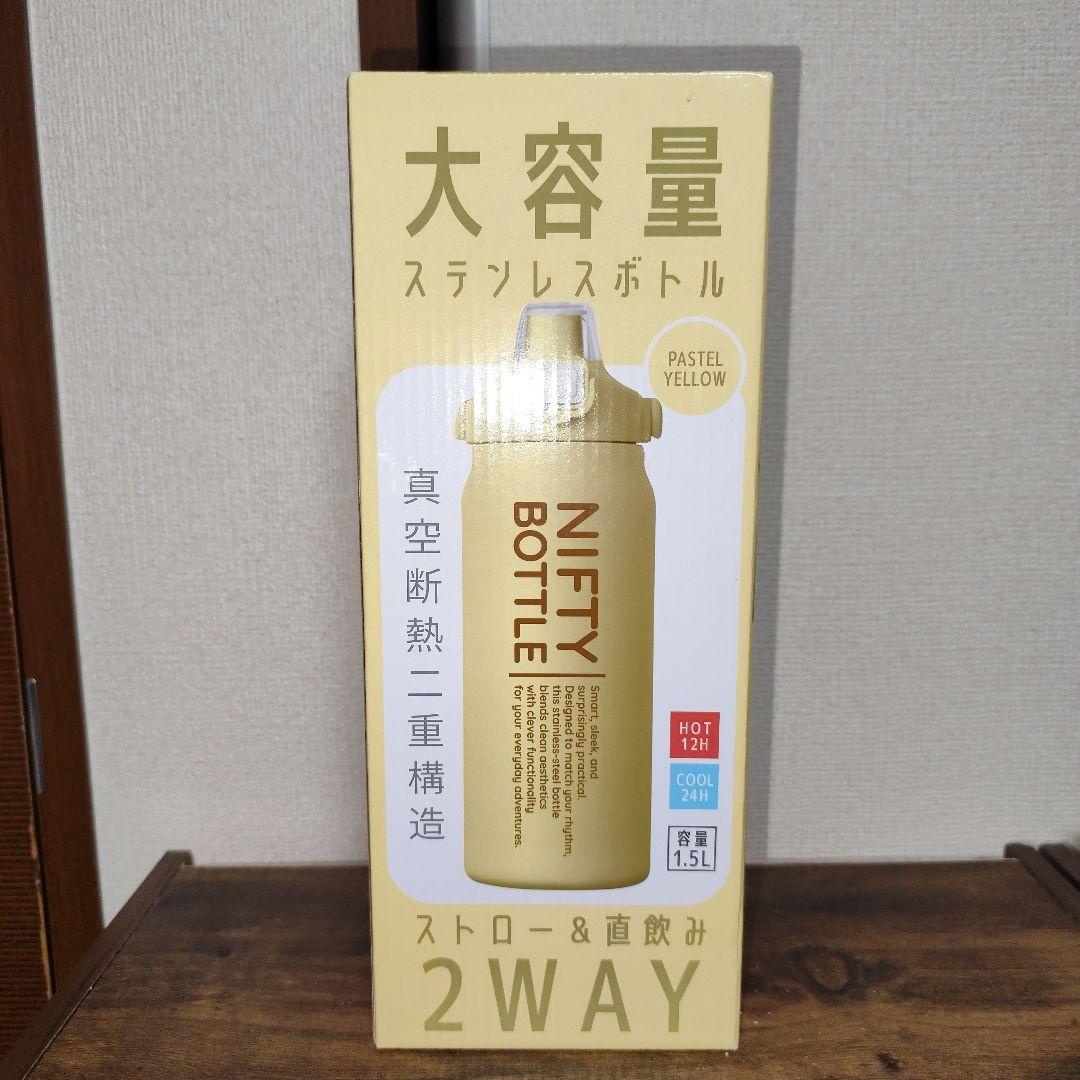 大容量
ステンレスボトル
PASTEL
YELLOW
真空断熱二重構造
NIFTY
BOTTLE
Smart, sleek, and
surprisingly practical.
Designed to match your rhythm,
this stainless-steel bottle
blends clean aesthetics
with clever functionality
for your everyday adventures.
HOT
12H
COOL
24H
容量
1.5L
ストロー&直飲み
2WAY